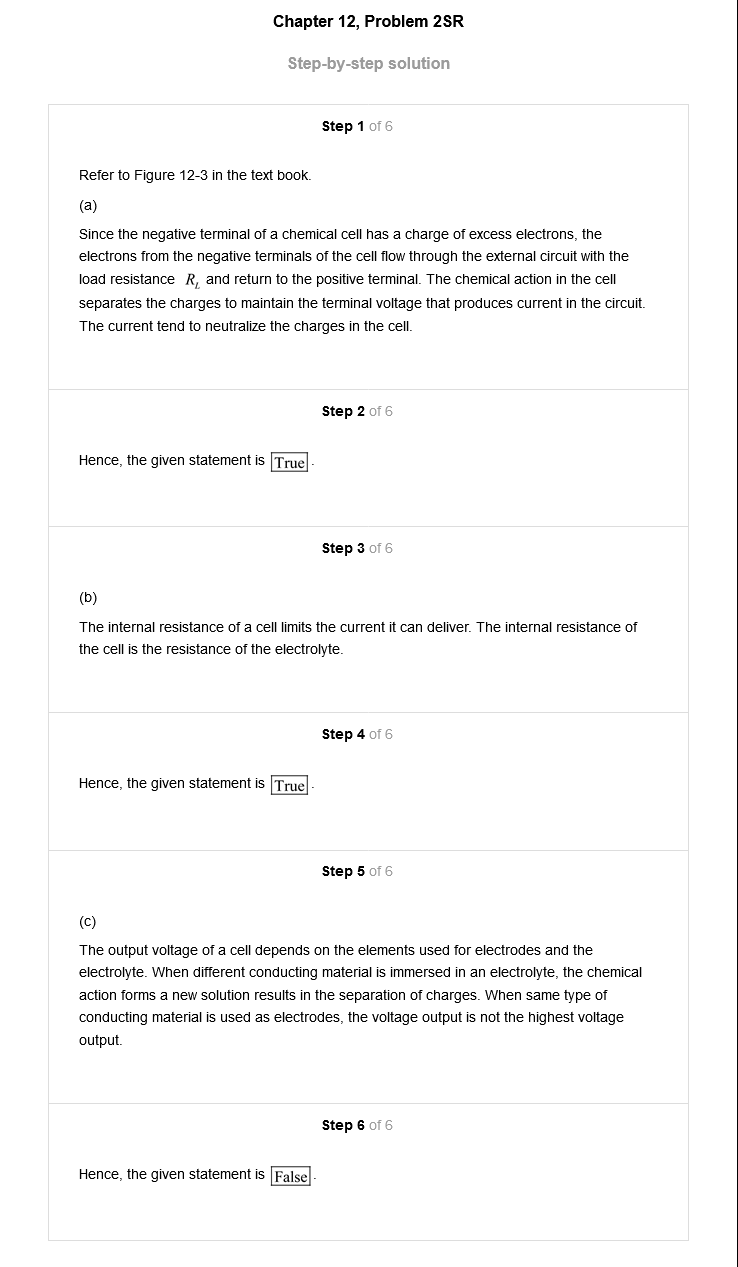 Chapter 12, Problem 2SR
Step-by-step solution
Step 1 of 6
Refer to Figure 12-3 in the text book.
(a)
Since the negative terminal of a chemical cell has a charge of excess electrons, the
electrons from the negative terminals of the cell flow through the external circuit with the
load resistance R_L and return to the positive terminal. The chemical action in the cell
separates the charges to maintain the terminal voltage that produces current in the circuit.
The current tend to neutralize the charges in the cell.
Step 2 of 6
Hence, the given statement is True.
Step 3 of 6
(b)
The internal resistance of a cell limits the current it can deliver. The internal resistance of
the cell is the resistance of the electrolyte.
Step 4 of 6
Hence, the given statement is True.
Step 5 of 6
(c)
The output voltage of a cell depends on the elements used for electrodes and the
electrolyte. When different conducting material is immersed in an electrolyte, the chemical
action forms a new solution results in the separation of charges. When same type of
conducting material is used as electrodes, the voltage output is not the highest voltage
output.
Step 6 of 6
Hence, the given statement is False.